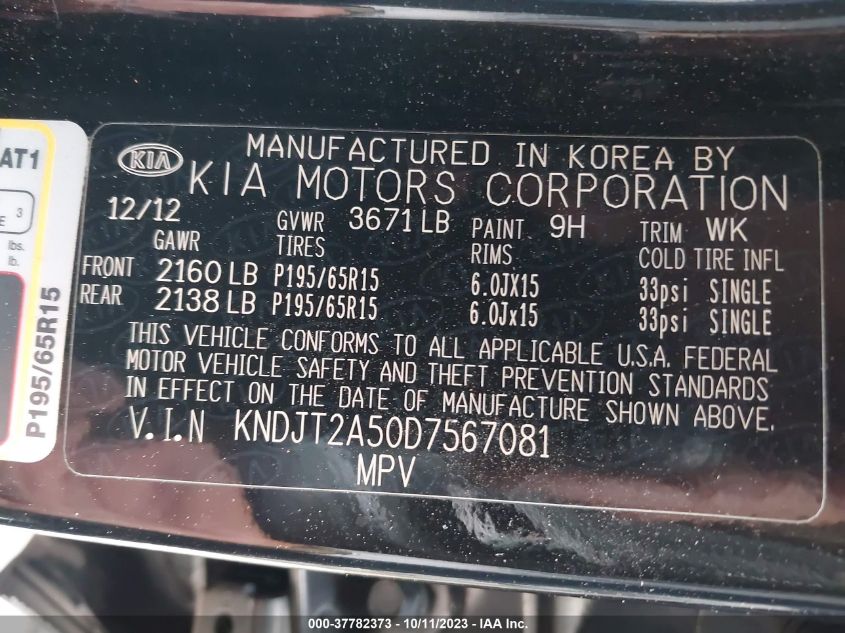 MANUFACTURED IN KOREA BY
KIA KIA MOTORS CORPORATION
12/12 GVWR 3671 LB PAINT 9H TRIM WK
GAWR TIRES RIMS COLD TIRE INFL
FRONT 2160 LB P195/65R15 6.0JX15 33psi SINGLE
REAR 2138 LB P195/65R15 6.0Jx15 33psi SINGLE
THIS VEHICLE CONFORMS TO ALL APPLICABLE U.S.A. FEDERAL
MOTOR VEHICLE SAFETY AND THEFT PREVENTION STANDARDS
IN EFFECT ON THE DATE OF MANUFACTURE SHOWN ABOVE.
V.I.N KNDJT2A50D7567081
MPV
3
lbs.
lb.
P195/65R15
000-37782373 - 10/11/2023 - IAA Inc.